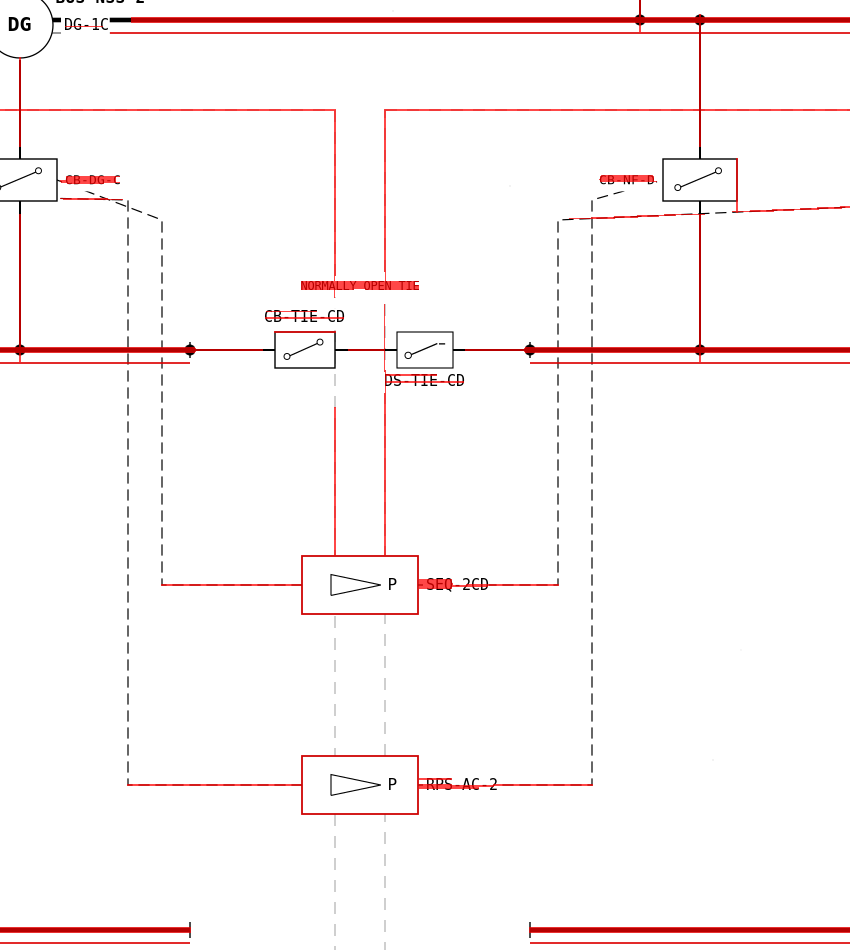 DG
DG-1C
CB-DG-C
CB-NF-D
NORMALLY OPEN TIE
CB-TIE-CD
DS-TIE-CD
P
SEQ-2CD
P
RPS-AC-2